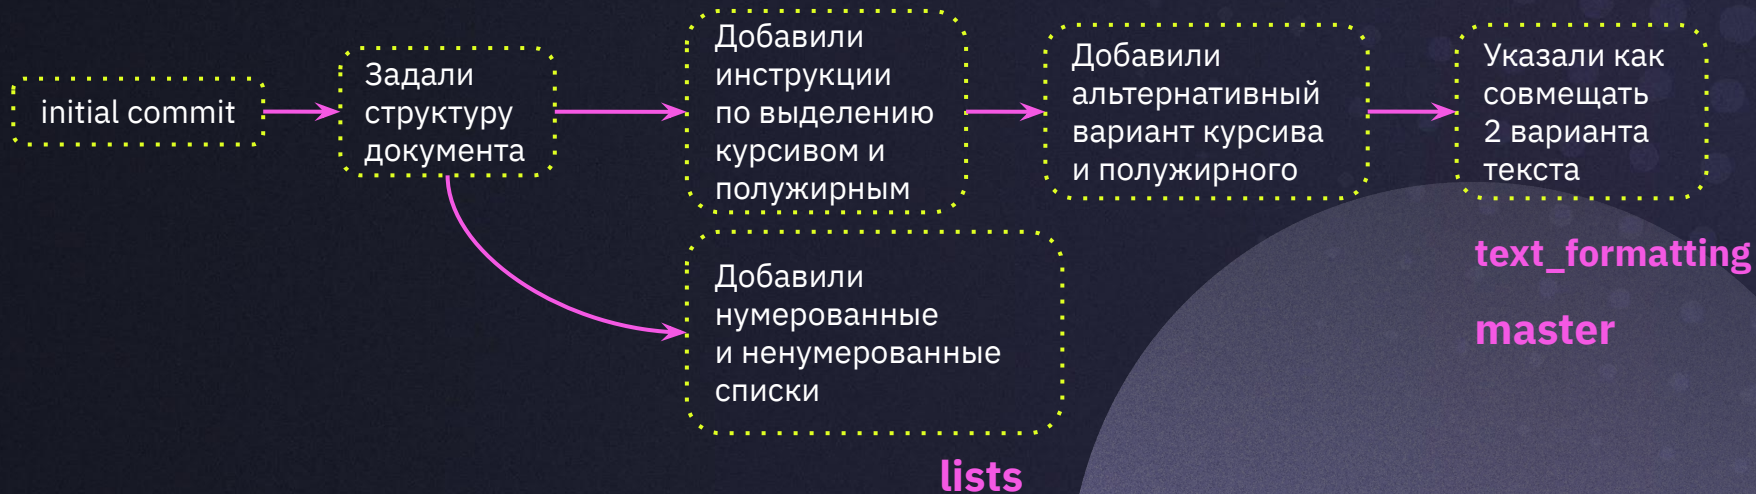 initial commit
Задали
структуру
документа
Добавили
инструкции
по выделению
курсивом и
полужирным
Добавили
альтернативный
вариант курсива
и полужирного
Указали как
совмещать
2 варианта
текста
text_formatting
master
Добавили
нумерованные
и ненумерованные
списки
lists